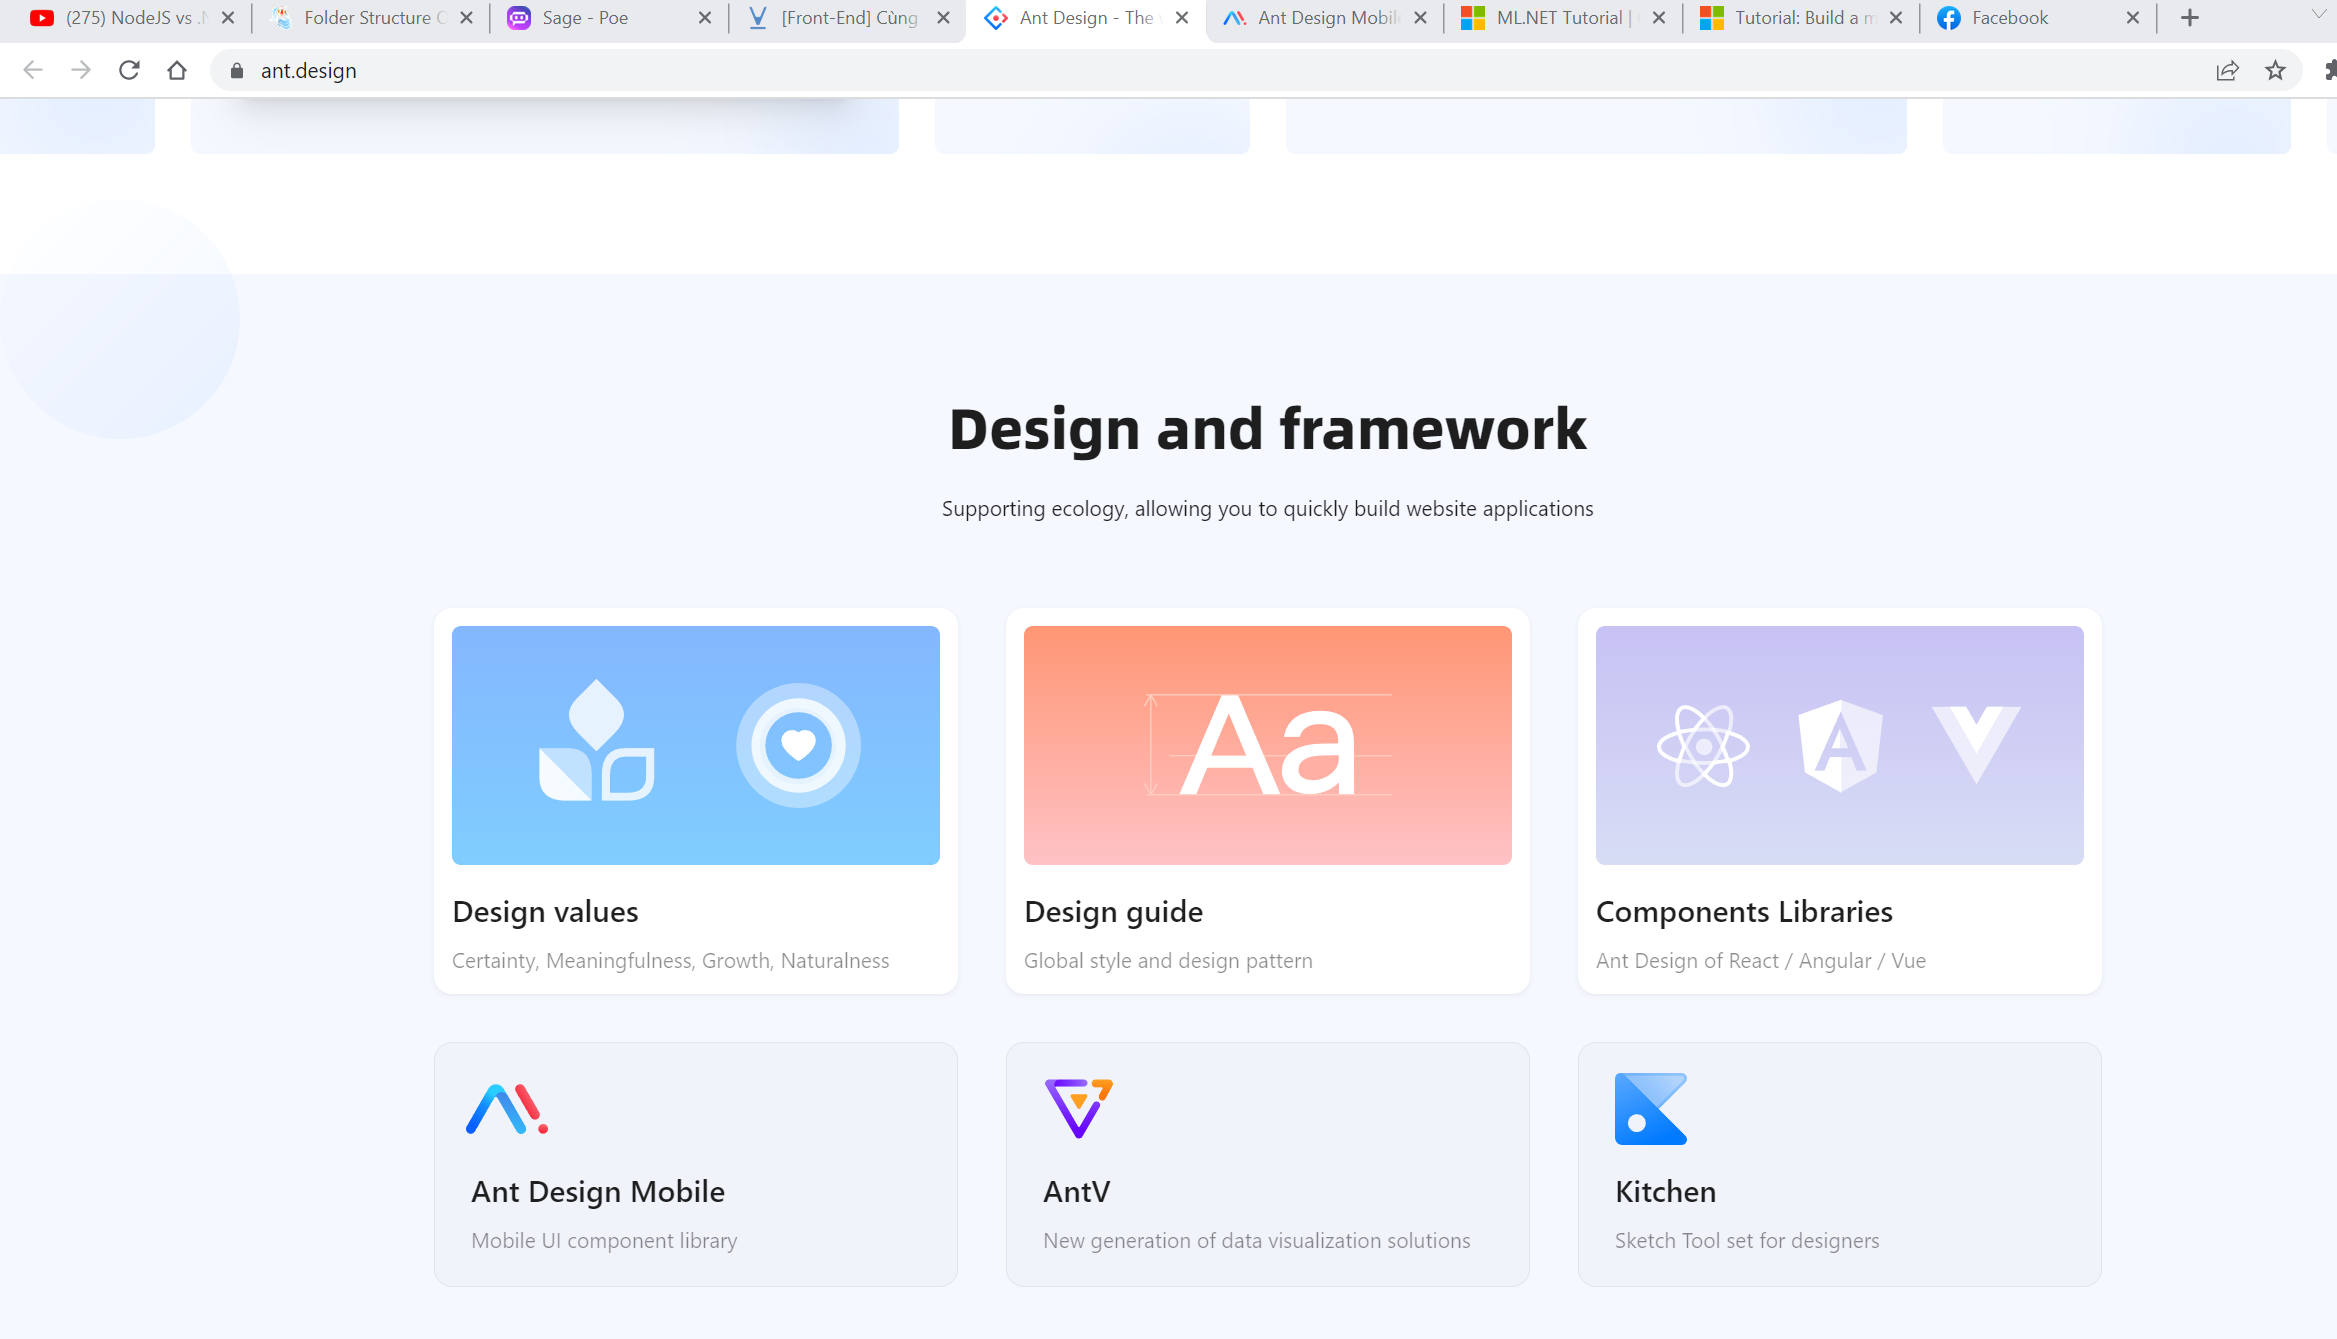 (275) NodeJS vs .N
Folder Structure C
Sage - Poe
[Front-End] Cùng
Ant Design - The
Ant Design Mobil
ML.NET Tutorial |
Tutorial: Build a m
Facebook
ant.design
Design and framework
Supporting ecology, allowing you to quickly build website applications
Aa
Design values
Certainty, Meaningfulness, Growth, Naturalness
Design guide
Global style and design pattern
Components Libraries
Ant Design of React / Angular / Vue
Ant Design Mobile
Mobile UI component library
AntV
New generation of data visualization solutions
Kitchen
Sketch Tool set for designers